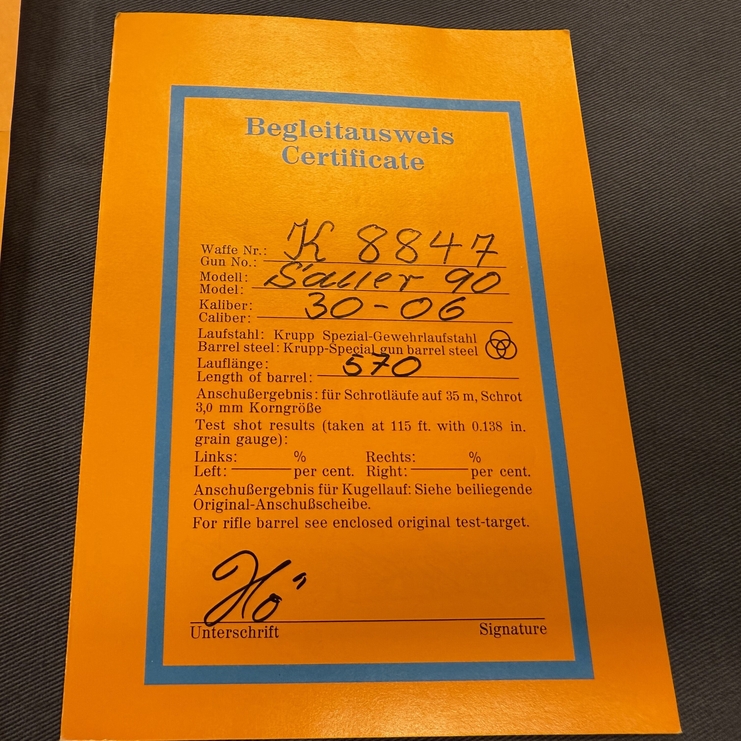 Begleitausweis
Certificate
Waffe Nr.:
Gun No.: K 8847
Modell:
Model: Sauer 90
Kaliber:
Caliber: 30-06
Laufstahl: Krupp Spezial-Gewehrlaufstahl
Barrel steel: Krupp-Special gun barrel steel
Lauflänge:
Length of barrel: 570
Anschußergebnis: für Schrotläufe auf 35 m, Schrot
3,0 mm Korngröße
Test shot results (taken at 115 ft. with 0.138 in.
grain gauge):
Links: % Rechts: %
Left: per cent. Right: per cent.
Anschußergebnis für Kugellauf: Siehe beiliegende
Original-Anschußscheibe.
For rifle barrel see enclosed original test-target.
Unterschrift Signature